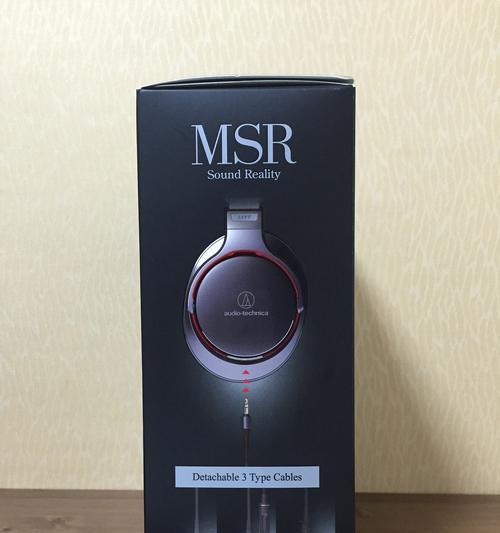 MSR
Sound Reality
LEFT
audio-technica
Detachable 3 Type Cables